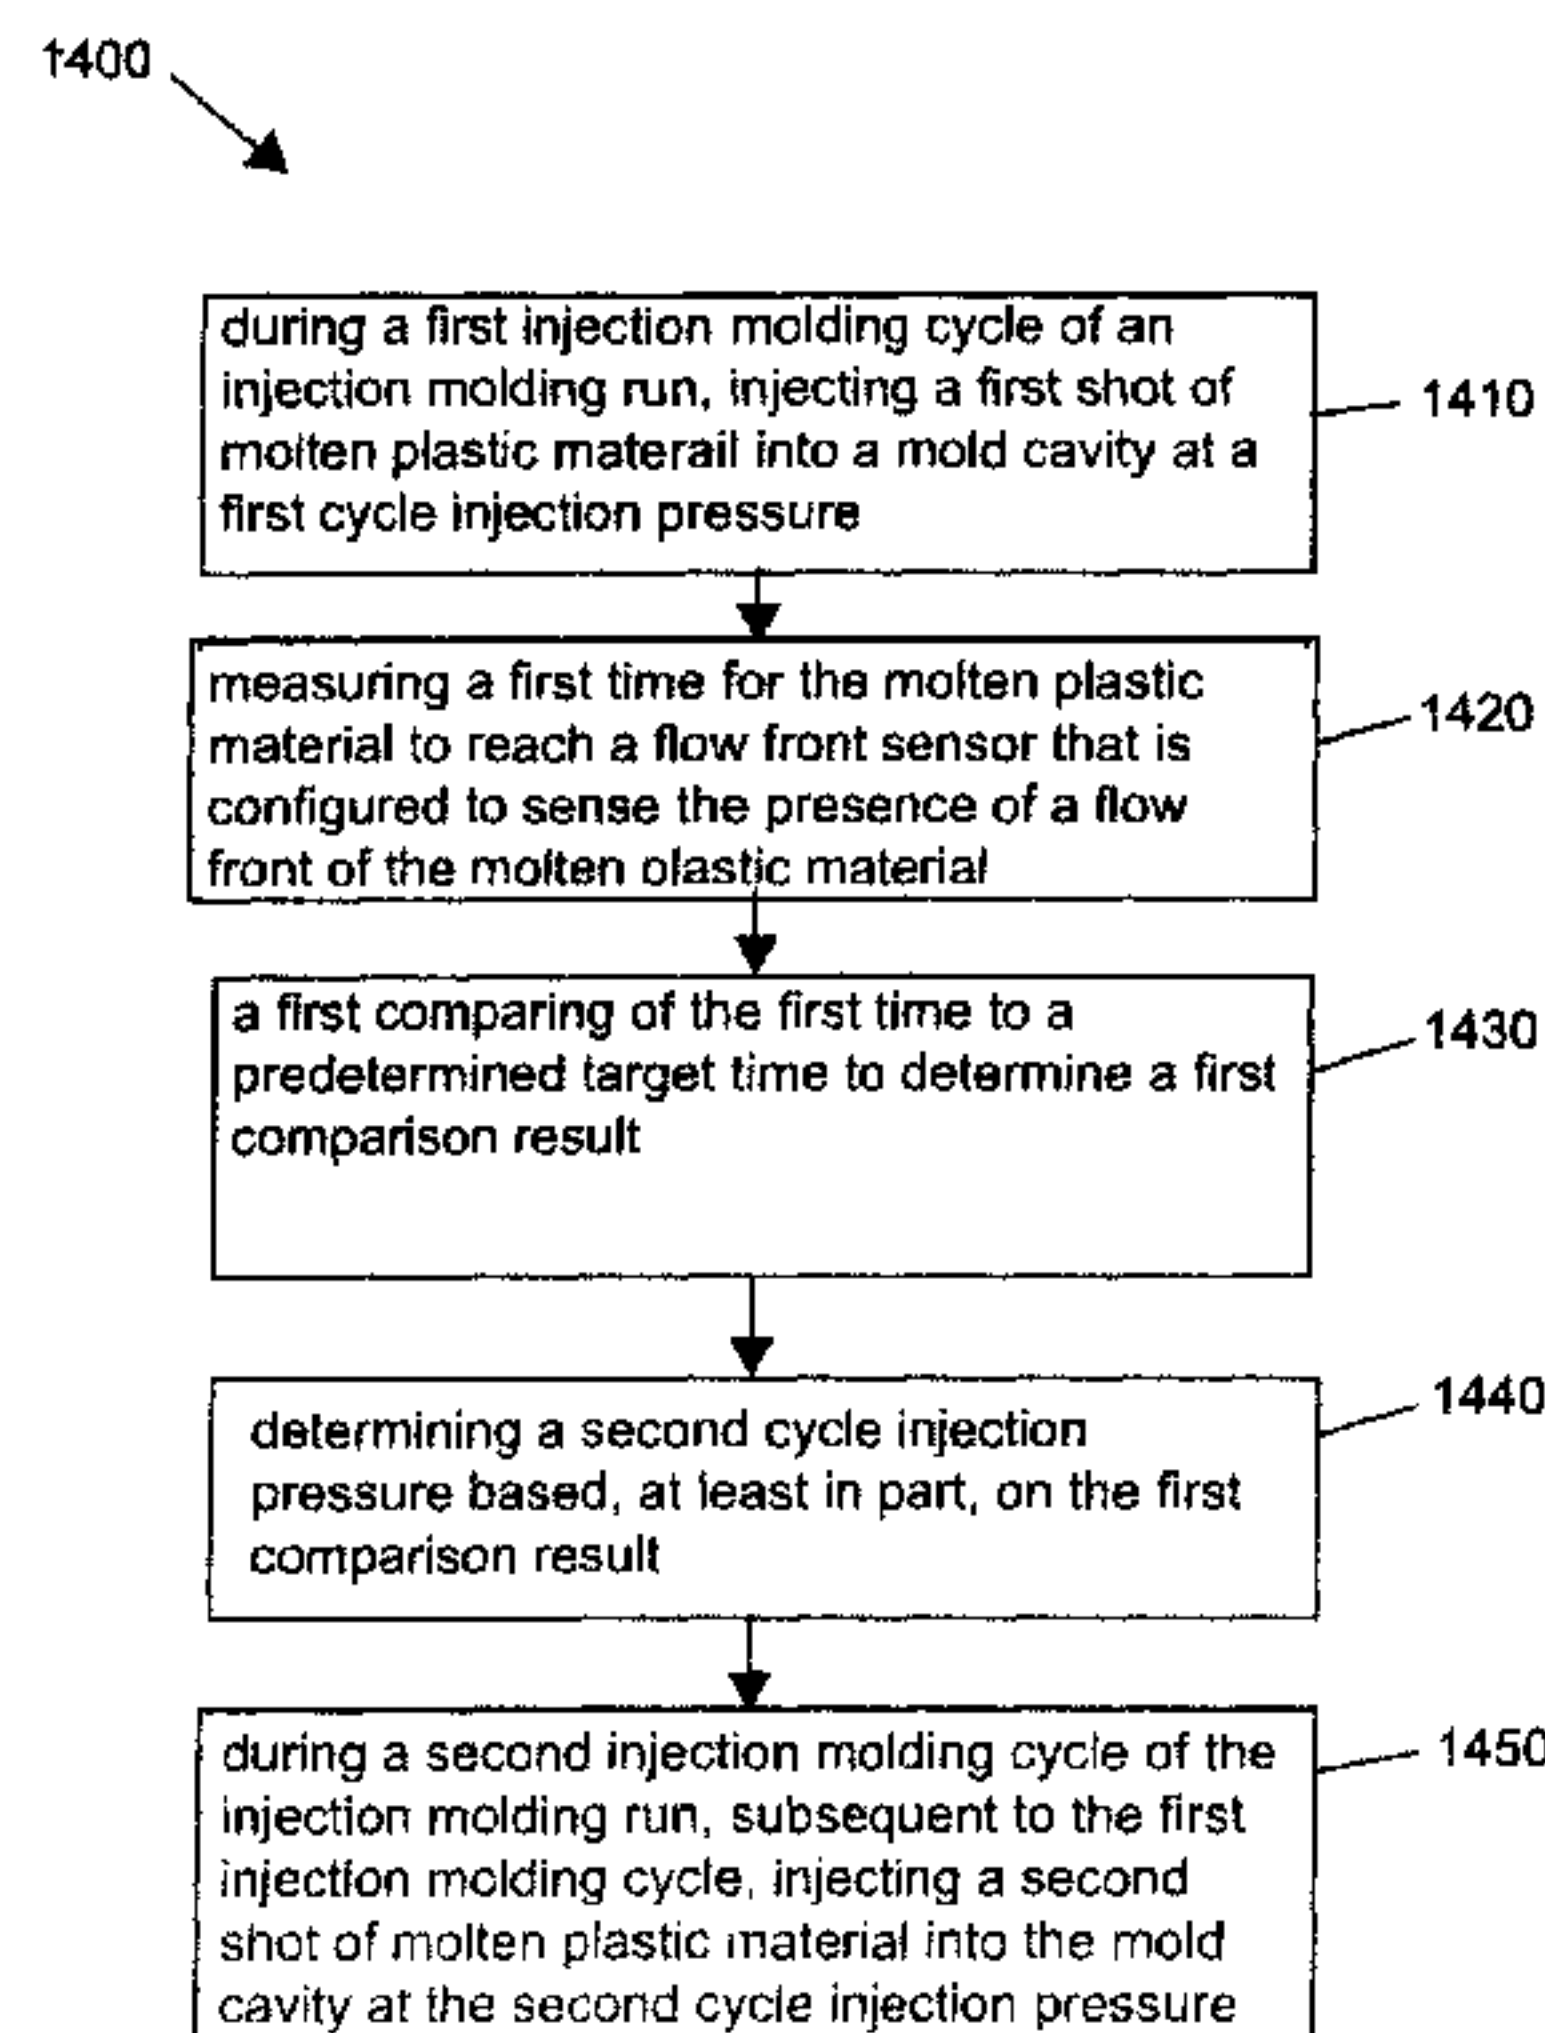 1400
during a first injection molding cycle of an
injection molding run, injecting a first shot of
molten plastic materail into a mold cavity at a
first cycle injection pressure
1410
measuring a first time for the molten plastic
material to reach a flow front sensor that is
configured to sense the presence of a flow
front of the molten plastic material
1420
a first comparing of the first time to a
predetermined target time to determine a first
comparison result
1430
determining a second cycle injection
pressure based, at least in part, on the first
comparison result
1440
during a second injection molding cycle of the
injection molding run, subsequent to the first
injection molding cycle, injecting a second
shot of molten plastic material into the mold
cavity at the second cycle injection pressure
1450